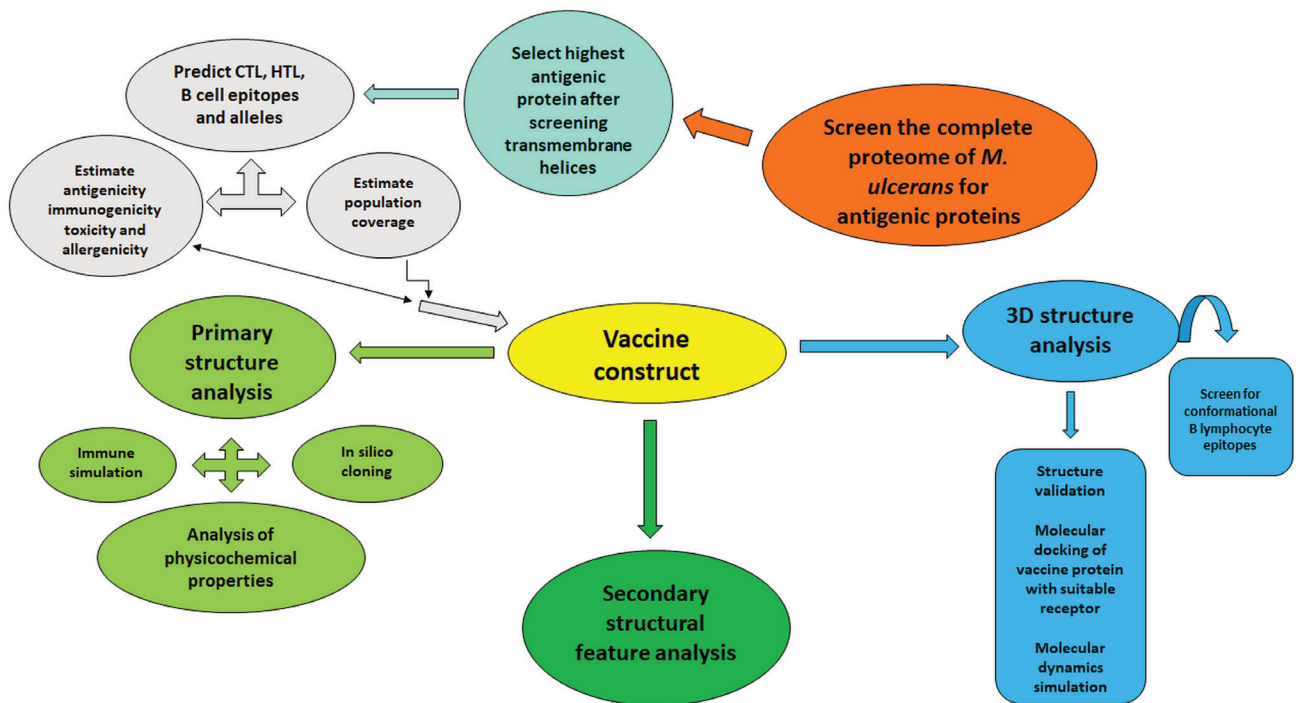 Screen the complete
proteome of M.
ulcerans for
antigenic proteins
Select highest
antigenic
protein after
screening
transmembrane
helices
Predict CTL, HTL,
B cell epitopes
and alleles
Estimate
antigenicity
immunogenicity
toxicity and
allergenicity
Estimate
population
coverage
Vaccine
construct
Primary
structure
analysis
Immune
simulation
In silico
cloning
Analysis of
physicochemical
properties
Secondary
structural
feature analysis
3D structure
analysis
Screen for
conformational
B lymphocyte
epitopes
Structure
validation
Molecular
docking of
vaccine protein
with suitable
receptor
Molecular
dynamics
simulation